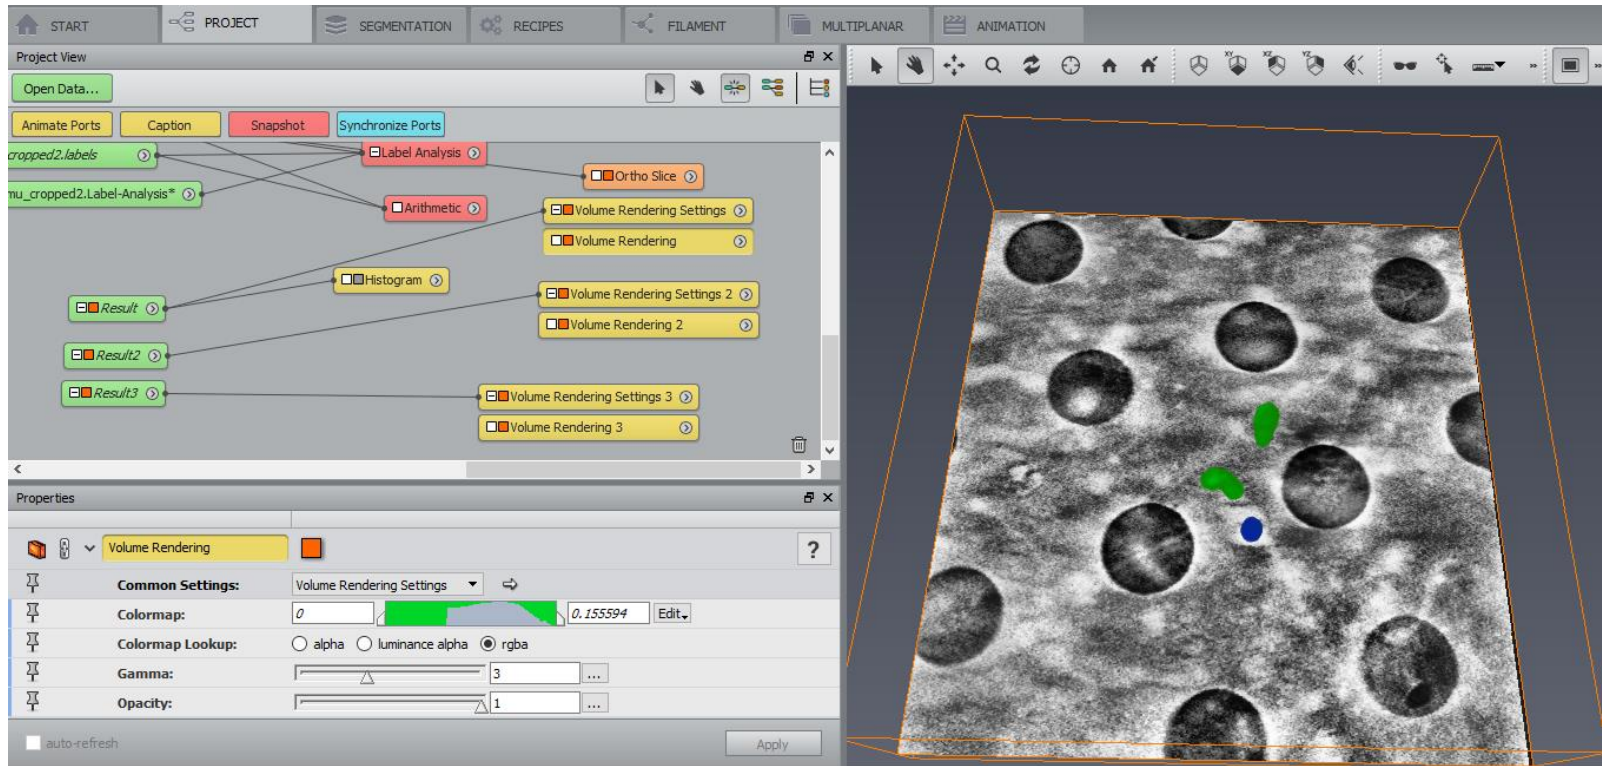 START PROJECT SEGMENTATION RECIPES FILAMENT MULTIPLANAR ANIMATION
Project View
Open Data...
Animate Ports Caption Snapshot Synchronize Ports
cropped2.labels
Label Analysis
Ortho Slice
mu_cropped2.Label-Analysis*
Arithmetic
Volume Rendering Settings
Volume Rendering
Histogram
Volume Rendering Settings 2
Result
Volume Rendering 2
Result2
Result3
Volume Rendering Settings 3
Volume Rendering 3
Properties
Volume Rendering
?
Common Settings: Volume Rendering Settings
Colormap: 0 0.155594 Edit
Colormap Lookup: alpha luminance alpha rgba
Gamma: 3 ...
Opacity: 1 ...
auto-refresh Apply
XY XZ YZ